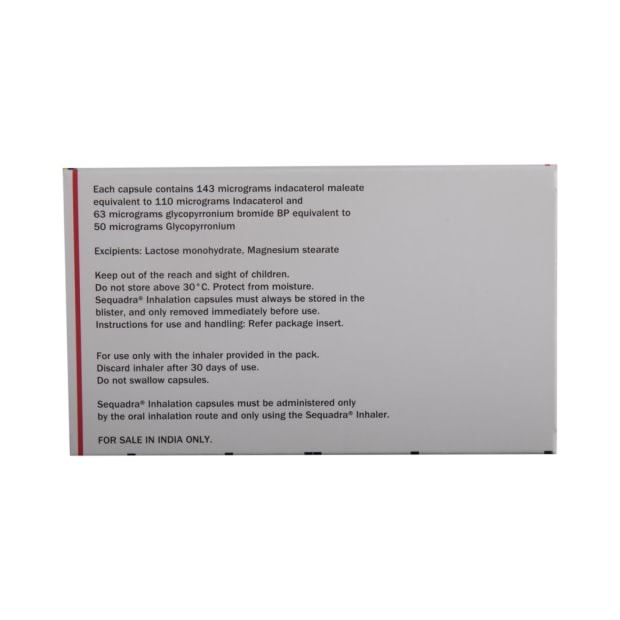 Each capsule contains 143 micrograms indacaterol maleate
equivalent to 110 micrograms Indacaterol and
63 micrograms glycopyrronium bromide BP equivalent to
50 micrograms Glycopyrronium
Excipients: Lactose monohydrate, Magnesium stearate
Keep out of the reach and sight of children.
Do not store above 30°C. Protect from moisture.
Sequadra® Inhalation capsules must always be stored in the
blister, and only removed immediately before use.
Instructions for use and handling: Refer package insert.
For use only with the inhaler provided in the pack.
Discard inhaler after 30 days of use.
Do not swallow capsules.
Sequadra® Inhalation capsules must be administered only
by the oral inhalation route and only using the Sequadra® Inhaler.
FOR SALE IN INDIA ONLY.